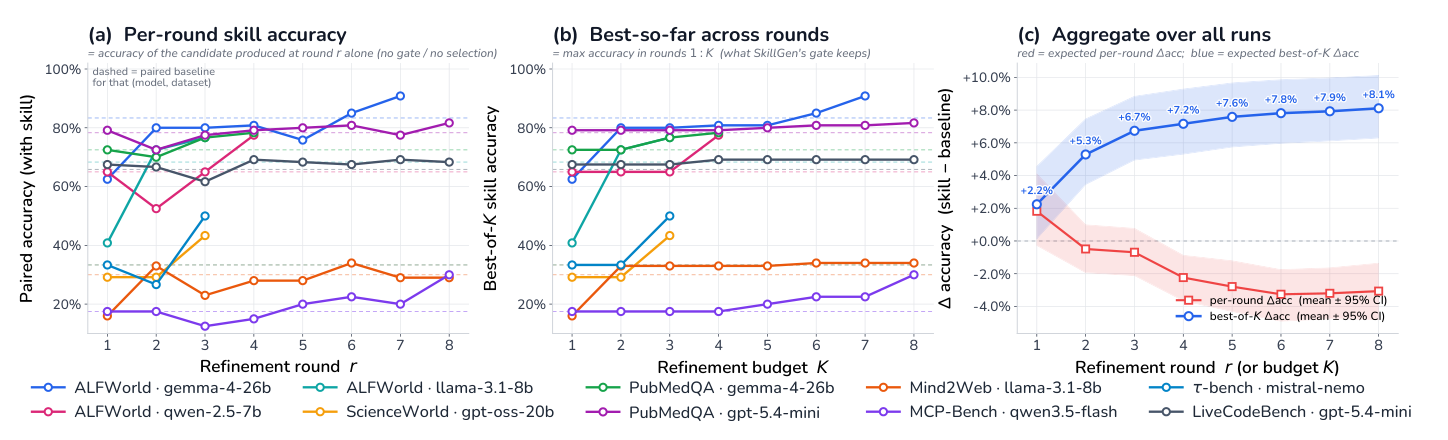 (a) Per-round skill accuracy
= accuracy of the candidate produced at round r alone (no gate / no selection)
dashed = paired baseline
for that (model, dataset)
Paired accuracy (with skill)
100%
80%
60%
40%
20%
1 2 3 4 5 6 7 8
Refinement round r
(b) Best-so-far across rounds
= max accuracy in rounds 1 : K (what SkillGen's gate keeps)
Best-of-K skill accuracy
100%
80%
60%
40%
20%
1 2 3 4 5 6 7 8
Refinement budget K
(c) Aggregate over all runs
red = expected per-round Δacc; blue = expected best-of-K Δacc
Δ accuracy (skill − baseline)
+10.0%
+8.0%
+6.0%
+4.0%
+2.0%
+0.0%
-2.0%
-4.0%
+2.2%
+5.3%
+6.7%
+7.2%
+7.6%
+7.8%
+7.9%
+8.1%
per-round Δacc (mean ± 95% CI)
best-of-K Δacc (mean ± 95% CI)
1 2 3 4 5 6 7 8
Refinement round r (or budget K)
ALFWorld · gemma-4-26b
ALFWorld · llama-3.1-8b
PubMedQA · gemma-4-26b
Mind2Web · llama-3.1-8b
τ-bench · mistral-nemo
ALFWorld · qwen-2.5-7b
ScienceWorld · gpt-oss-20b
PubMedQA · gpt-5.4-mini
MCP-Bench · qwen3.5-flash
LiveCodeBench · gpt-5.4-mini